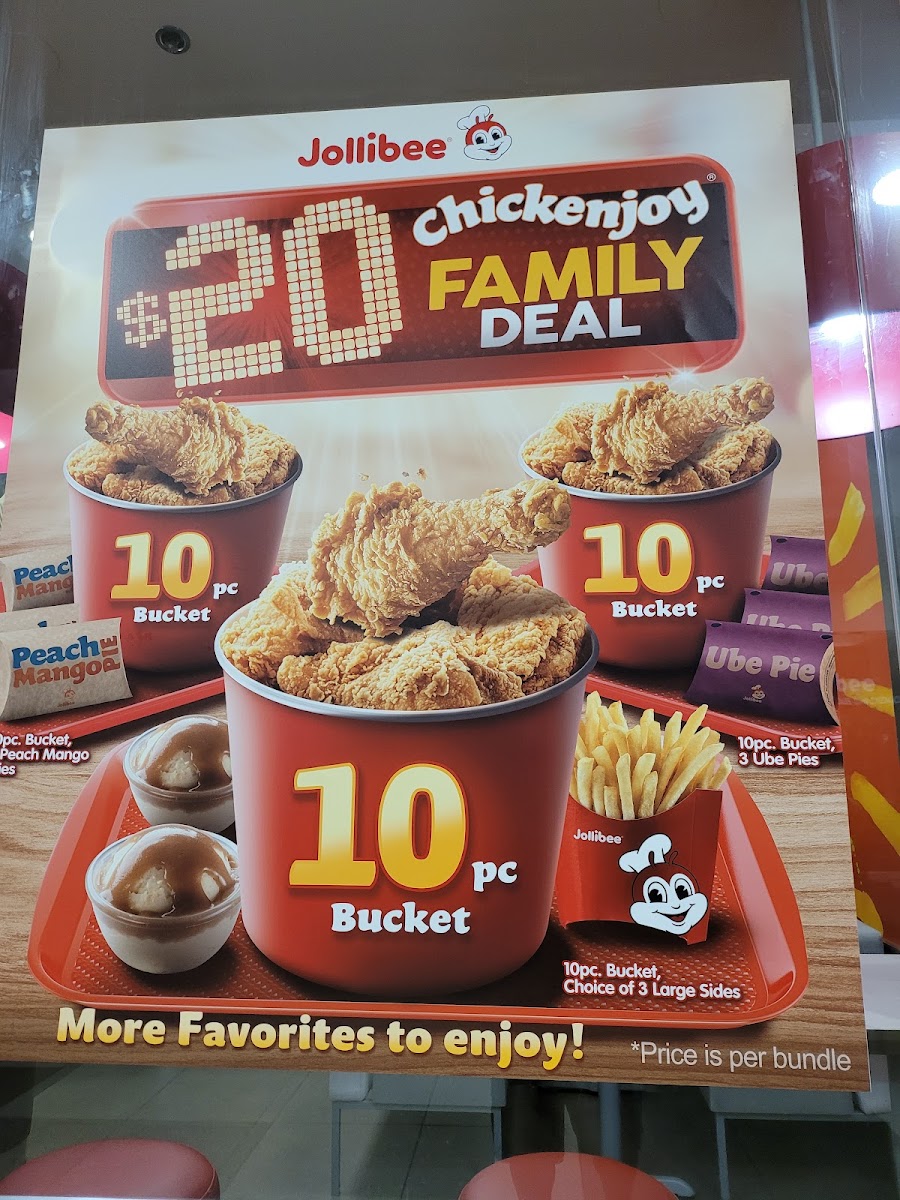 Jollibee
$20
Chickenjoy®
FAMILY
DEAL
10 pc
Bucket
10 pc
Bucket
Peach
Mango
PIE
Ube
Ube Pie
10pc. Bucket,
3 Ube Pies
Bucket,
Peach Mango
10 pc
Bucket
Jollibee
10pc. Bucket,
Choice of 3 Large Sides
More Favorites to enjoy!
*Price is per bundle